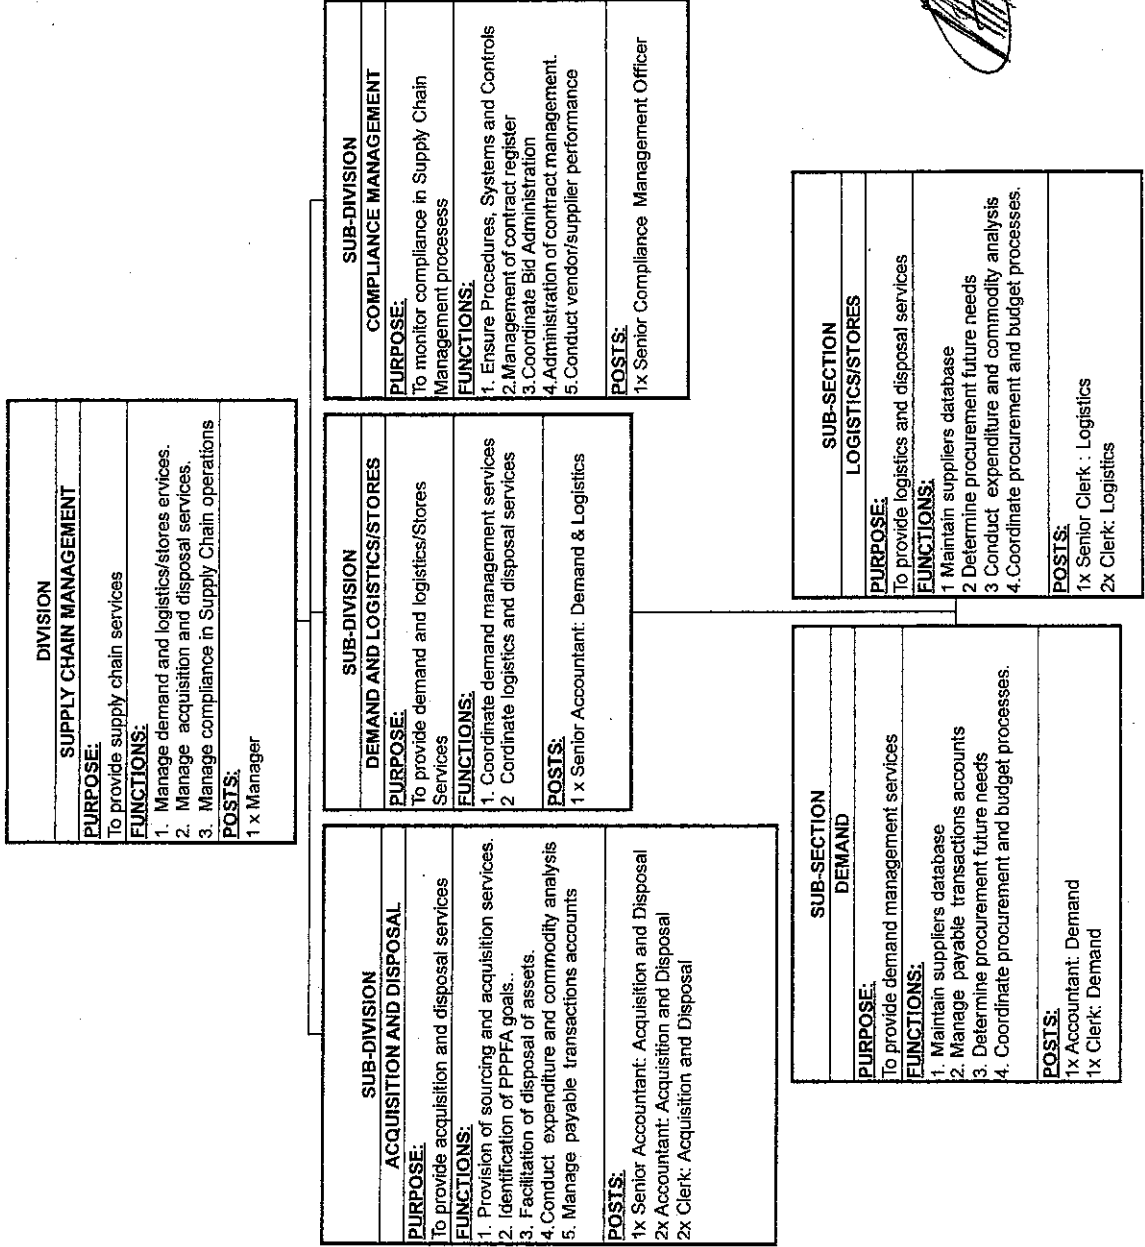 DIVISION
SUPPLY CHAIN MANAGEMENT
PURPOSE:
To provide supply chain services
FUNCTIONS:
1. Manage demand and logistics/stores ervices.
2. Manage acquisition and disposal services.
3. Manage compliance in Supply Chain operations
POSTS:
1 x Manager
SUB-DIVISION
ACQUISITION AND DISPOSAL
PURPOSE:
To provide acquisition and disposal services
FUNCTIONS:
1. Provision of sourcing and acquisition services.
2. Identification of PPPFA goals..
3. Facilitation of disposal of assets.
4.Conduct expenditure and commodity analysis
5. Manage payable transactions accounts
POSTS:
1x Senior Accountant: Acquisition and Disposal
2x Accountant: Acquisition and Disposal
2x Clerk: Acquisition and Disposal
SUB-DIVISION
DEMAND AND LOGISTICS/STORES
PURPOSE:
To provide demand and logistics/Stores
Services
FUNCTIONS:
1. Coordinate demand management services
2 Cordinate logistics and disposal services
POSTS:
1 x Senior Accountant: Demand & Logistics
SUB-DIVISION
COMPLIANCE MANAGEMENT
PURPOSE:
To monitor compliance in Supply Chain
Management procesess
FUNCTIONS:
1. Ensure Procedures, Systems and Controls
2.Management of contract register
3.Coordinate Bid Administration
4.Administration of contract management.
5.Conduct vendor/supplier performance
POSTS:
1x Senior Compliance Management Officer
SUB-SECTION
DEMAND
PURPOSE:
To provide demand management services
FUNCTIONS:
1. Maintain suppliers database
2. Manage payable transactions accounts
3. Determine procurement future needs
4. Coordinate procurement and budget processes.
POSTS:
1x Accountant: Demand
1x Clerk: Demand
SUB-SECTION
LOGISTICS/STORES
PURPOSE:
To provide logistics and disposal services
FUNCTIONS:
1 Maintain suppliers database
2 Determine procurement future needs
3 Conduct expenditure and commodity analysis
4.Coordinate procurement and budget processes.
POSTS:
1x Senior Clerk : Logistics
2x Clerk: Logistics